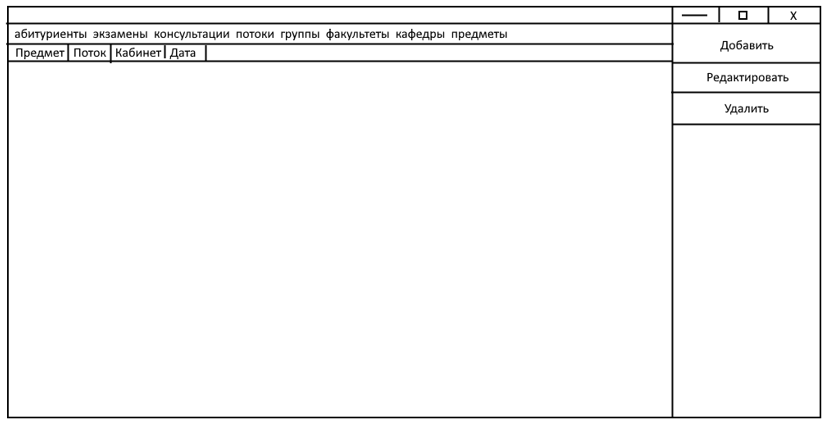 X
абитуриенты экзамены консультации потоки группы факультеты кафедры предметы
Добавить
Предмет Поток Кабинет Дата
Редактировать
Удалить